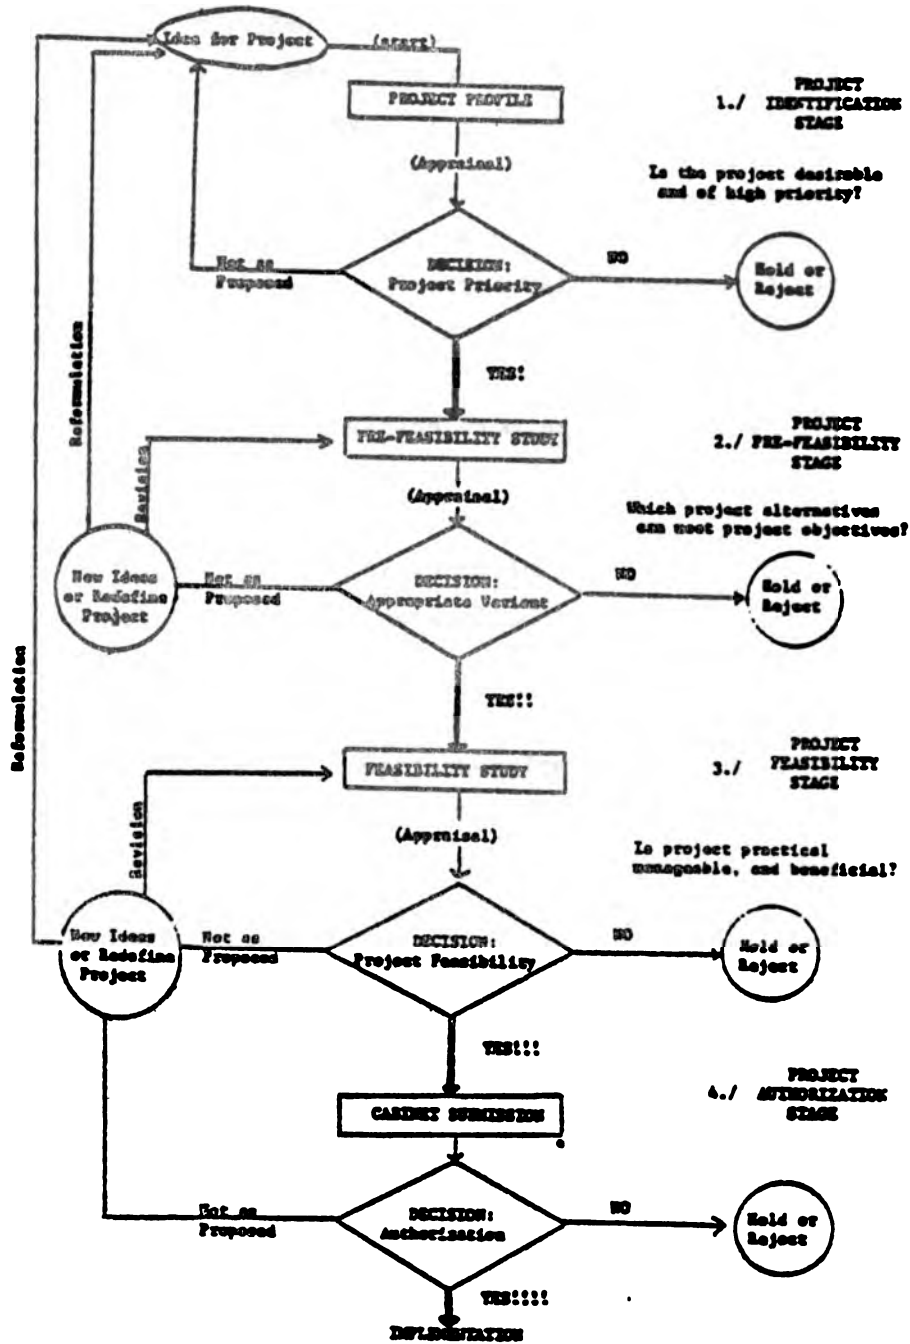 Idea for Project
(start)
PROJECT PROFILE
PROJECT
1./ IDENTIFICATION
STAGE
(Appraisal)
Is the project desirable
and of high priority?
Not as
Proposed
DECISION:
Project Priority
NO
Hold or
Reject
YES!
Reformulation
PRE-FEASIBILITY STUDY
PROJECT
2./ PRE-FEASIBILITY
STAGE
Revision
(Appraisal)
Which project alternatives
can meet project objectives?
New Ideas
or Redefine
Project
Not as
Proposed
DECISION:
Appropriate Variant
NO
Hold or
Reject
YES!!
Reformulation
FEASIBILITY STUDY
PROJECT
3./ FEASIBILITY
STAGE
Revision
(Appraisal)
Is project practical
manageable, and beneficial?
New Ideas
or Redefine
Project
Not as
Proposed
DECISION:
Project Feasibility
NO
Hold or
Reject
YES!!!
CABINET SUBMISSION
PROJECT
4./ AUTHORIZATION
STAGE
Not as
Proposed
DECISION:
Authorization
NO
Hold or
Reject
YES!!!!
IMPLEMENTATION